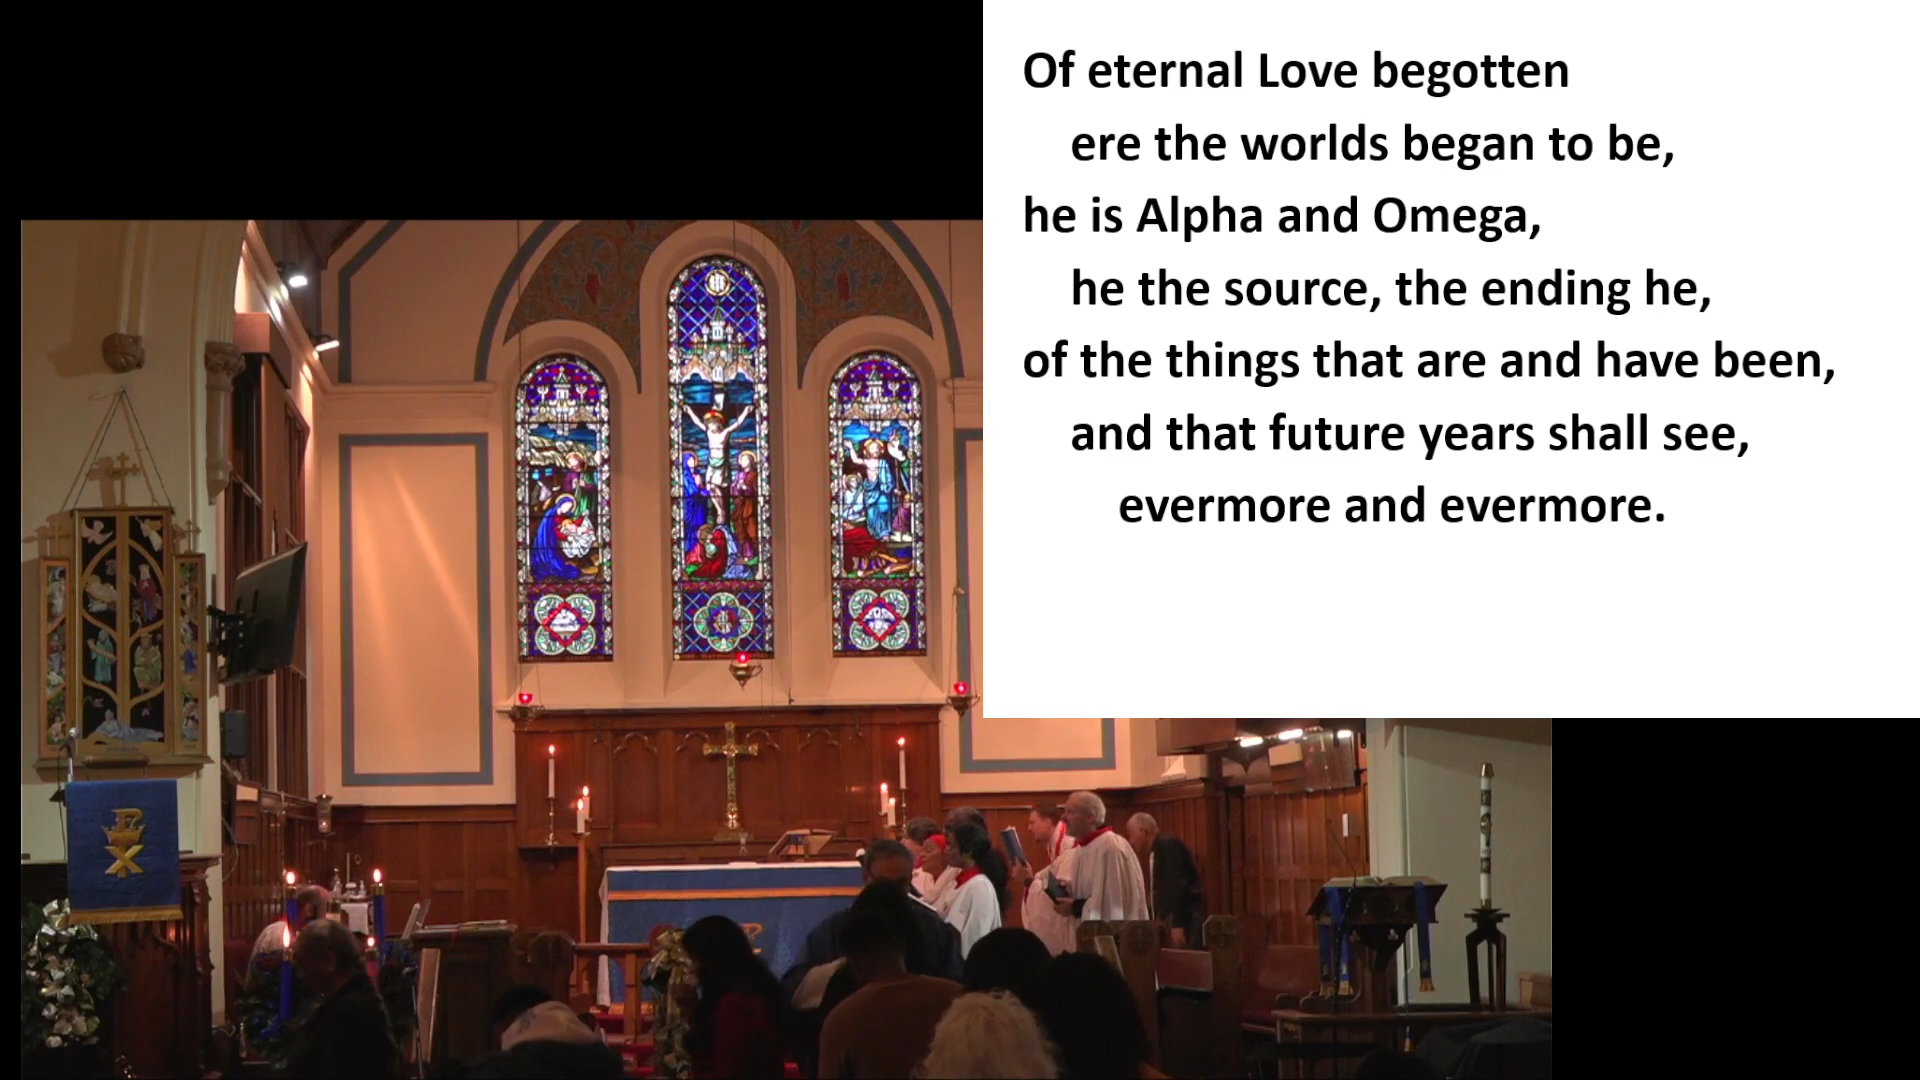 Of eternal Love begotten
ere the worlds began to be,
he is Alpha and Omega,
he the source, the ending he,
of the things that are and have been,
and that future years shall see,
evermore and evermore.